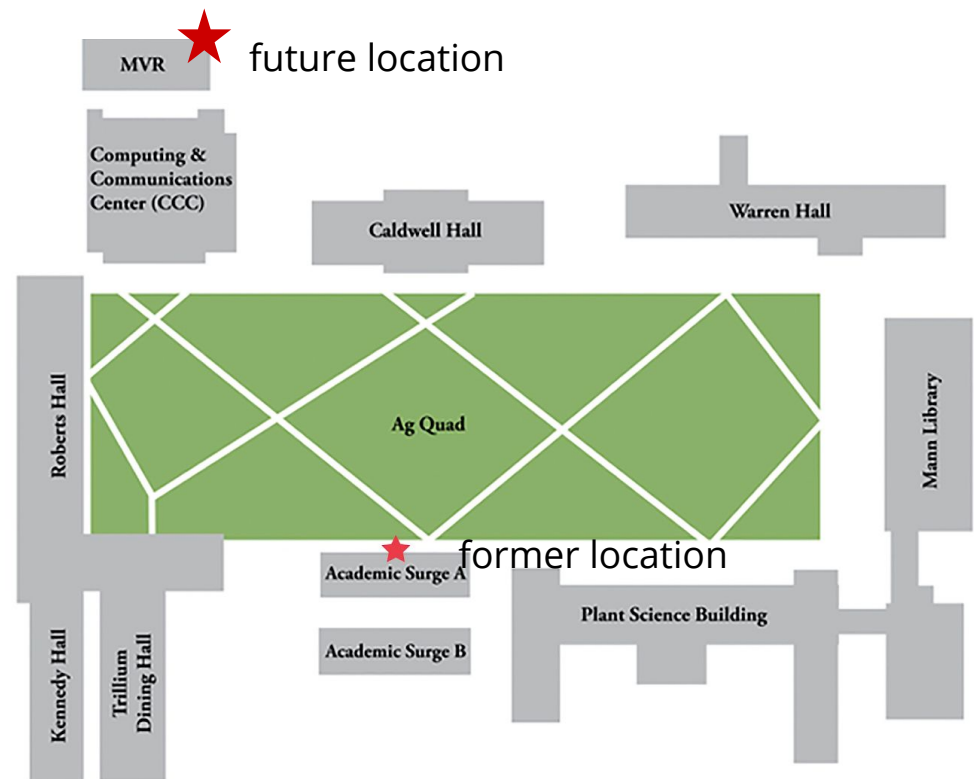 future location
MVR
Computing &
Communications
Center (CCC)
Caldwell Hall
Warren Hall
Roberts Hall
Ag Quad
Mann Library
former location
Academic Surge A
Plant Science Building
Academic Surge B
Kennedy Hall
Trillium
Dining Hall